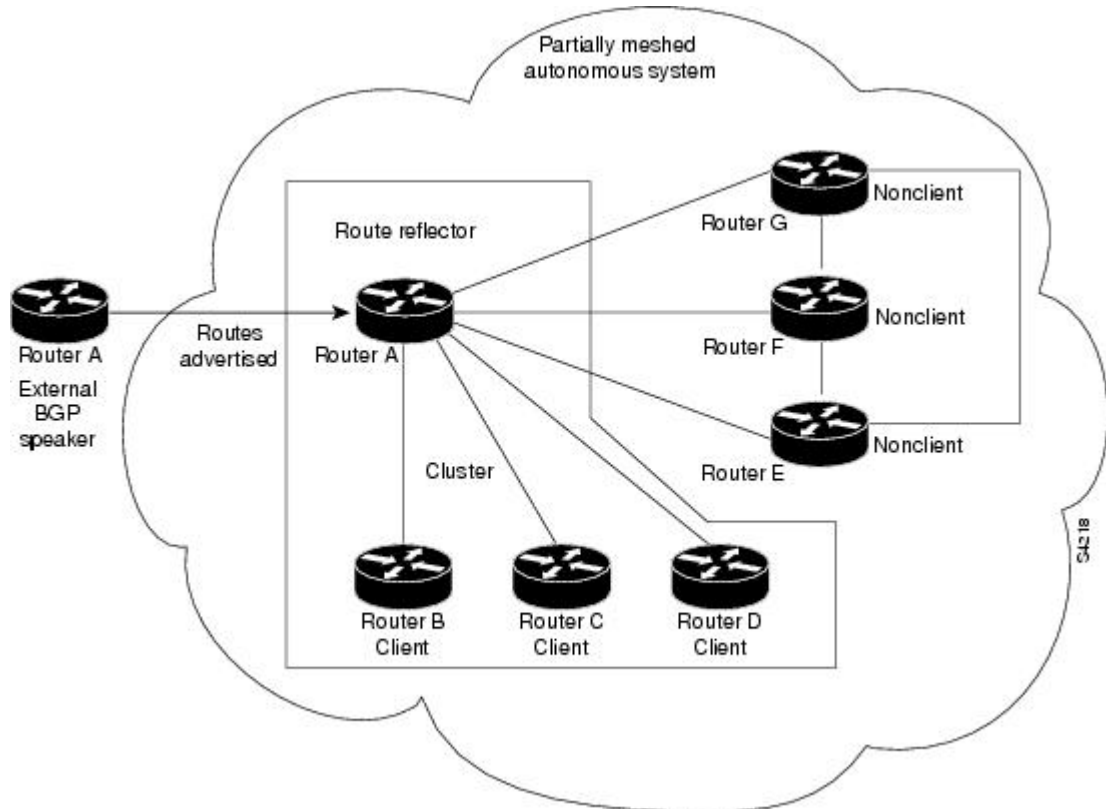 Partially meshed
autonomous system
Nonclient
Router G
Route reflector
Nonclient
Router A
Routes
advertised
Router A
Router F
External
BGP
speaker
Nonclient
Router E
Cluster
S4218
Router B
Client
Router C
Client
Router D
Client